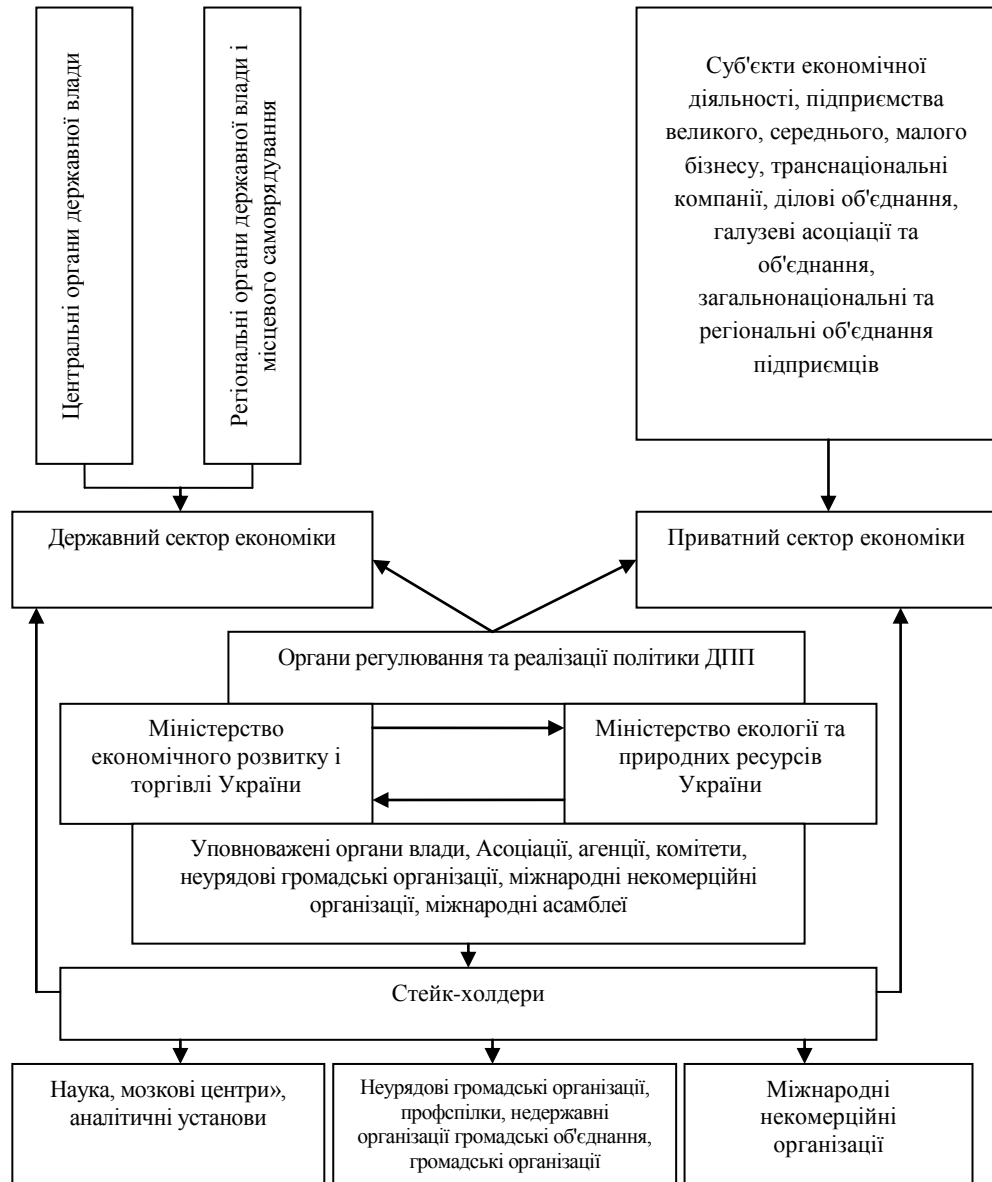 Центральні органи державної влади
Регіональні органи державної влади і
місцевого самоврядування
Суб'єкти економічної
діяльності, підприємства
великого, середнього, малого
бізнесу, транснаціональні
компанії, ділові об'єднання,
галузеві асоціації та
об'єднання,
загальнонаціональні та
регіональні об'єднання
підприємців
Державний сектор економіки
Приватний сектор економіки
Органи регулювання та реалізації політики ДПП
Міністерство
економічного розвитку і
торгівлі України
Міністерство екології та
природних ресурсів
України
Уповноважені органи влади, Асоціації, агенції, комітети,
неурядові громадські організації, міжнародні некомерційні
організації, міжнародні асамблеї
Стейк-холдери
Наука, мозкові центри»,
аналітичні установи
Неурядові громадські організації,
профспілки, недержавні
організації громадські об'єднання,
громадські організації
Міжнародні
некомерційні
організації